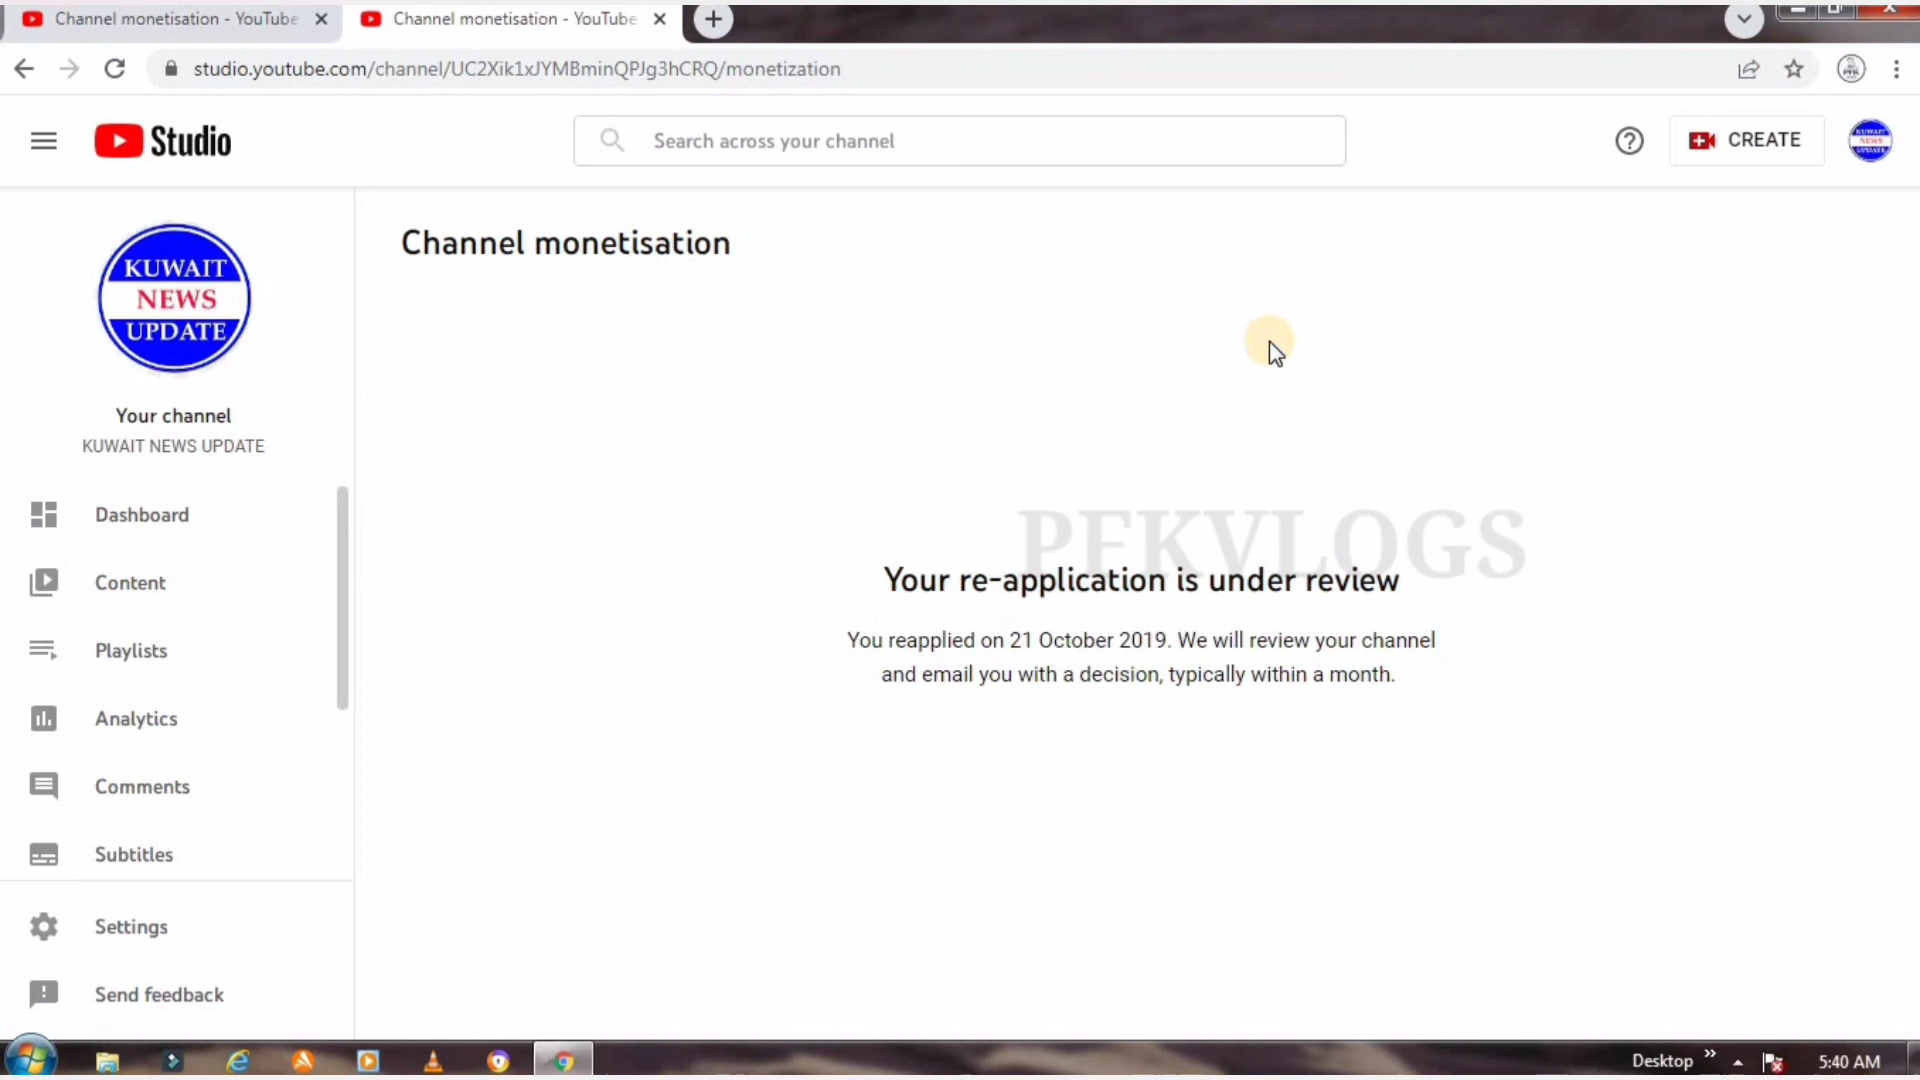 Channel monetisation - YouTube
Channel monetisation - YouTube
studio.youtube.com/channel/UC2Xik1xJYMBminQPJg3hCRQ/monetization
Studio
Search across your channel
CREATE
KUWAIT
NEWS
UPDATE
KUWAIT
NEWS
UPDATE
Channel monetisation
Your channel
KUWAIT NEWS UPDATE
Dashboard
Content
Playlists
Analytics
Comments
Subtitles
Settings
Send feedback
PFKVLOGS
Your re-application is under review
You reapplied on 21 October 2019. We will review your channel
and email you with a decision, typically within a month.
Desktop
5:40 AM